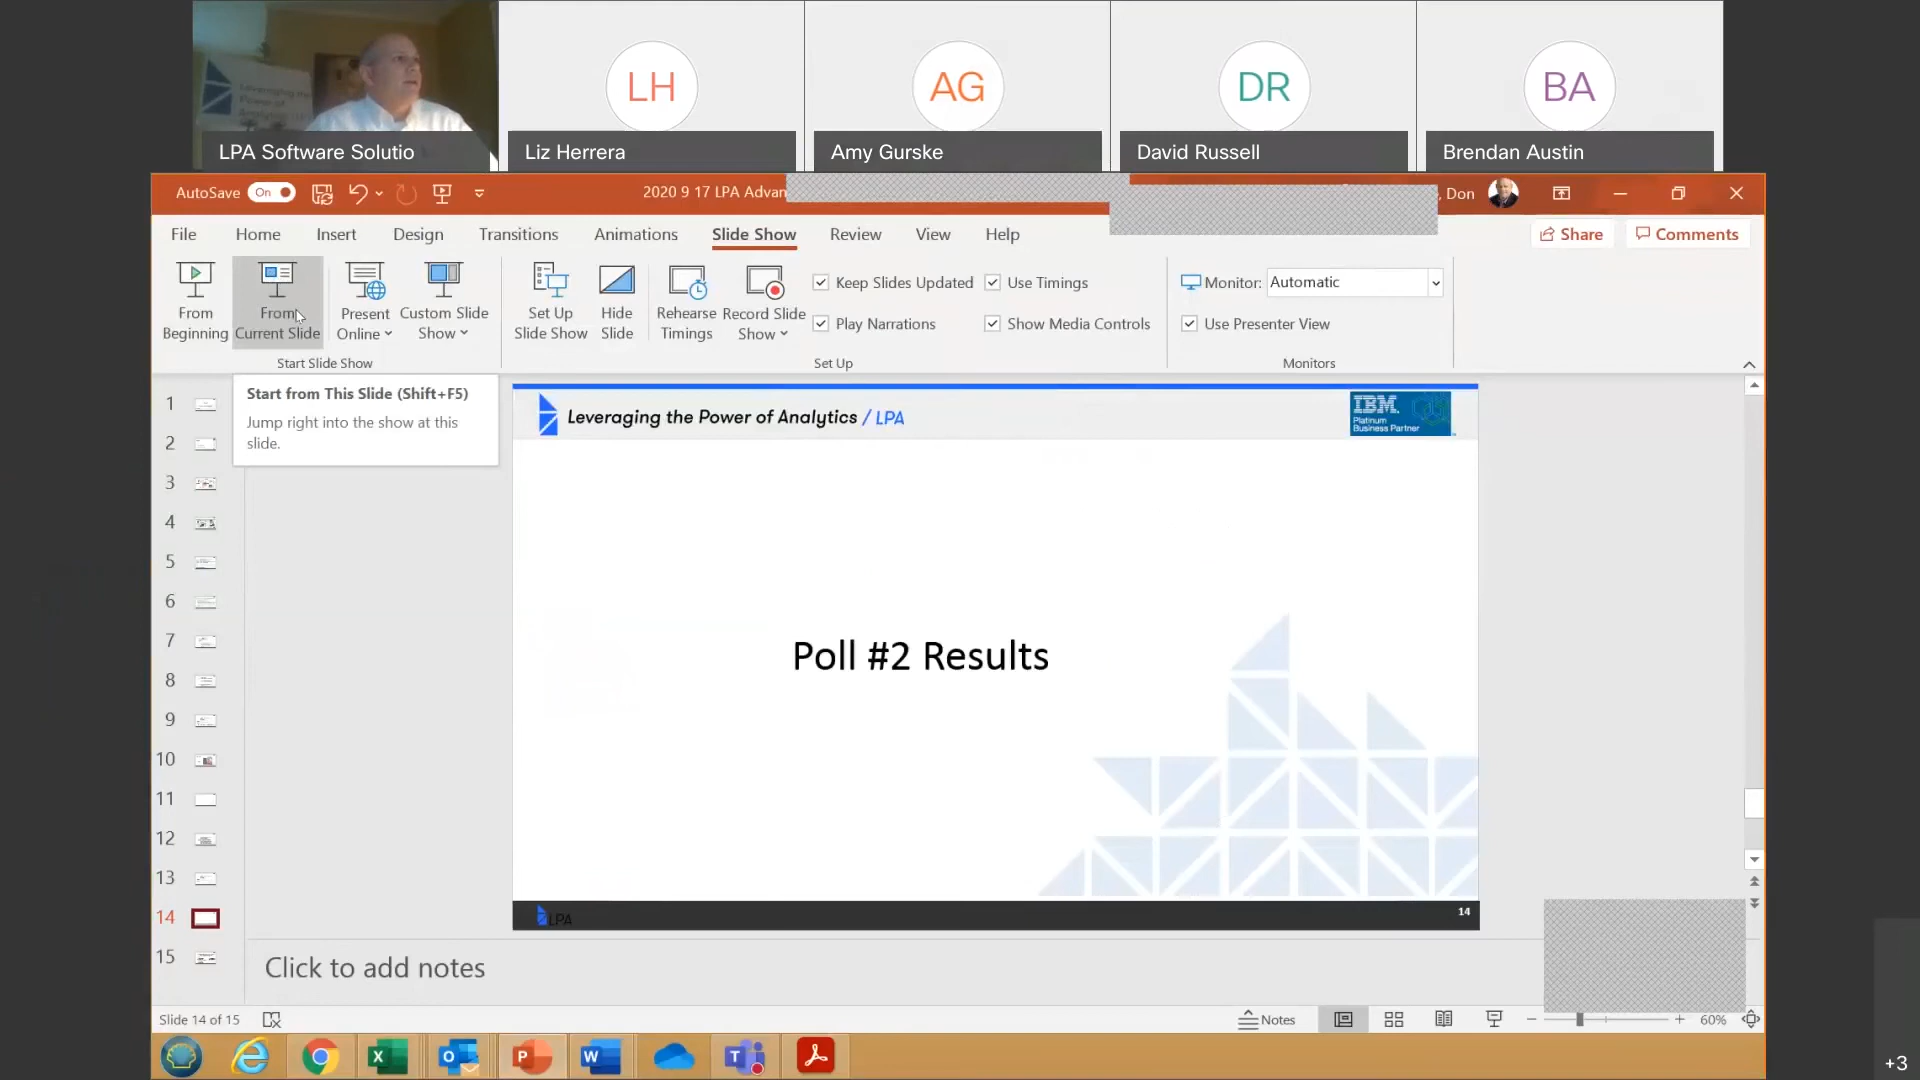 Leveraging the
Power of
LH
AG
DR
BA
LPA Software Solutio
Liz Herrera
Amy Gurske
David Russell
Brendan Austin
AutoSave On
2020 9 17 LPA Advan
, Don
File Home Insert Design Transitions Animations Slide Show Review View Help
Share Comments
From Beginning
From Current Slide
Present Online
Custom Slide Show
Start Slide Show
Set Up Slide Show
Hide Slide
Rehearse Timings
Record Slide Show
Keep Slides Updated
Use Timings
Play Narrations
Show Media Controls
Set Up
Monitor: Automatic
Use Presenter View
Monitors
Start from This Slide (Shift+F5)
Jump right into the show at this
slide.
1
2
3
4
5
6
7
8
9
10
11
12
13
14
15
Leveraging the Power of Analytics / LPA
IBM
Platinum
Business Partner
Poll #2 Results
LPA
14
Click to add notes
Slide 14 of 15
Notes
60%
+3